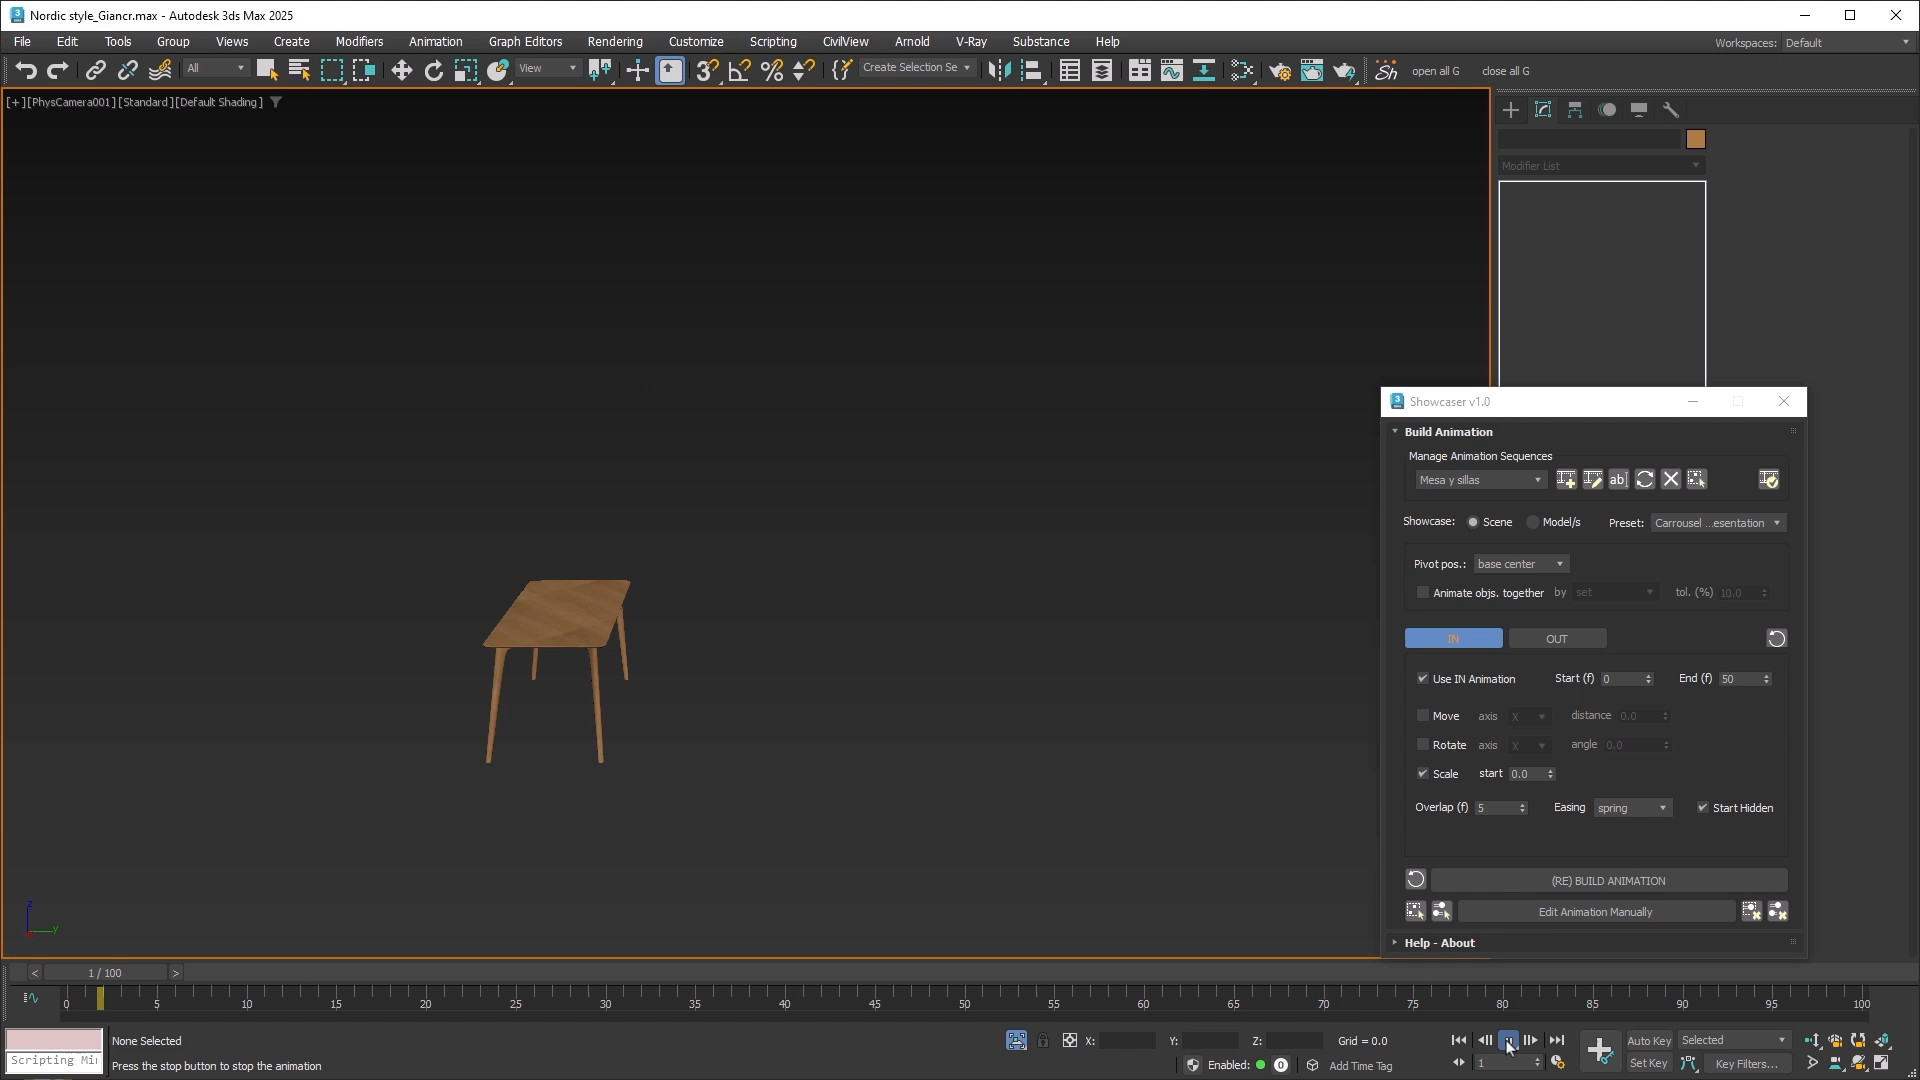 Nordic style_Giancr.max - Autodesk 3ds Max 2025
File Edit Tools Group Views Create Modifiers Animation Graph Editors Rendering Customize Scripting CivilView Arnold V-Ray Substance Help
Workspaces: Default
All
View
Create Selection Se
open all G
close all G
[+][PhysCamera001][Standard][Default Shading]
Modifier List
Showcaser v1.0
Build Animation
Manage Animation Sequences
Mesa y sillas
ab
Showcase: Scene Model/s Preset: Carrousel ...esentation
Pivot pos.: base center
Animate objs. together by set tol. (%) 10.0
IN OUT
Use IN Animation Start (f) 0 End (f) 50
Move axis X distance 0.0
Rotate axis X angle 0.0
Scale start 0.0
Overlap (f) 5 Easing spring Start Hidden
(RE) BUILD ANIMATION
Edit Animation Manually
Help - About
z
y
< 1 / 100 >
0 5 10 15 20 25 30 35 40 45 50 55 60 65 70 75 80 85 90 95 100
None Selected
X: Y: Z: Grid = 0.0
Auto Key Selected
Scripting Mi
Press the stop button to stop the animation
Enabled: 0 Add Time Tag
1
Set Key Key Filters...